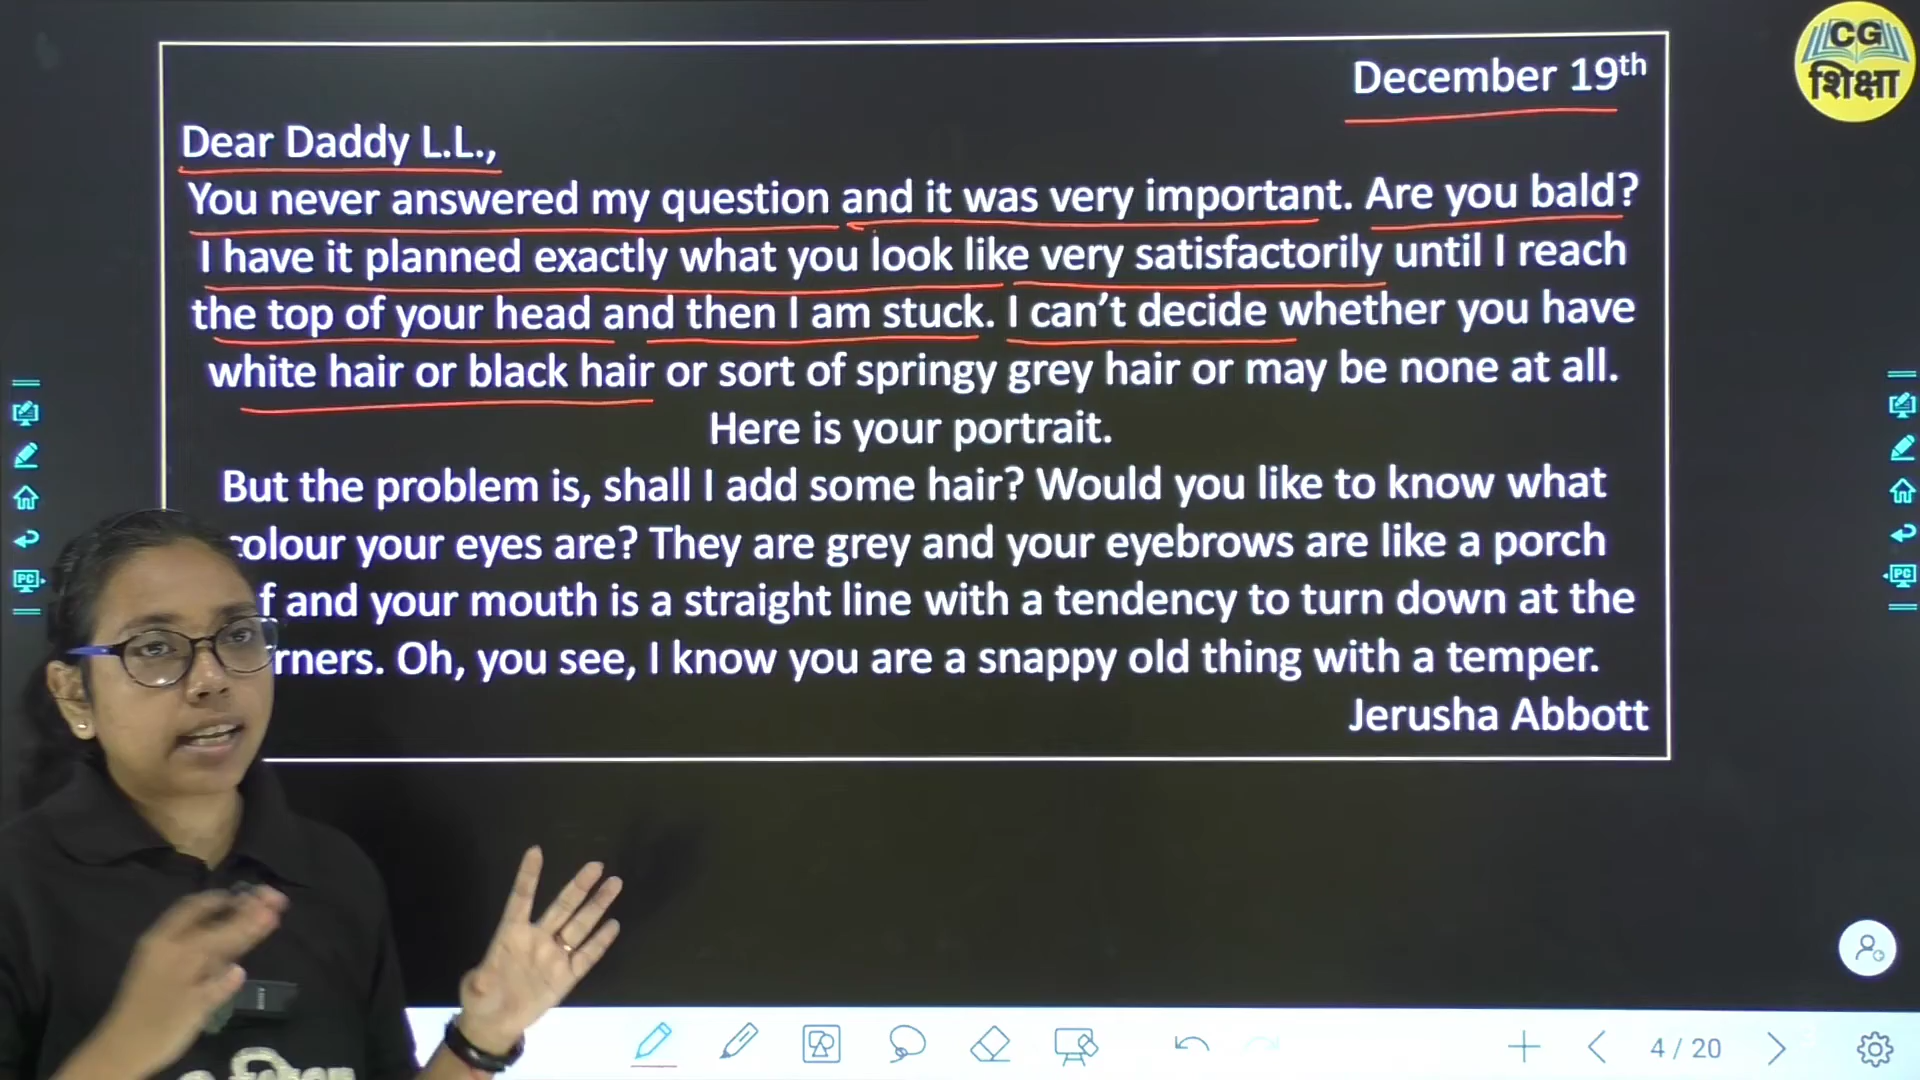 CG
शिक्षा
December 19th
Dear Daddy L.L.,
You never answered my question and it was very important. Are you bald?
I have it planned exactly what you look like very satisfactorily until I reach
the top of your head and then I am stuck. I can't decide whether you have
white hair or black hair or sort of springy grey hair or may be none at all.
Here is your portrait.
But the problem is, shall I add some hair? Would you like to know what
colour your eyes are? They are grey and your eyebrows are like a porch
and your mouth is a straight line with a tendency to turn down at the
Oh, you see, I know you are a snappy old thing with a temper.
Jerusha Abbott
PC
PC
4 / 20